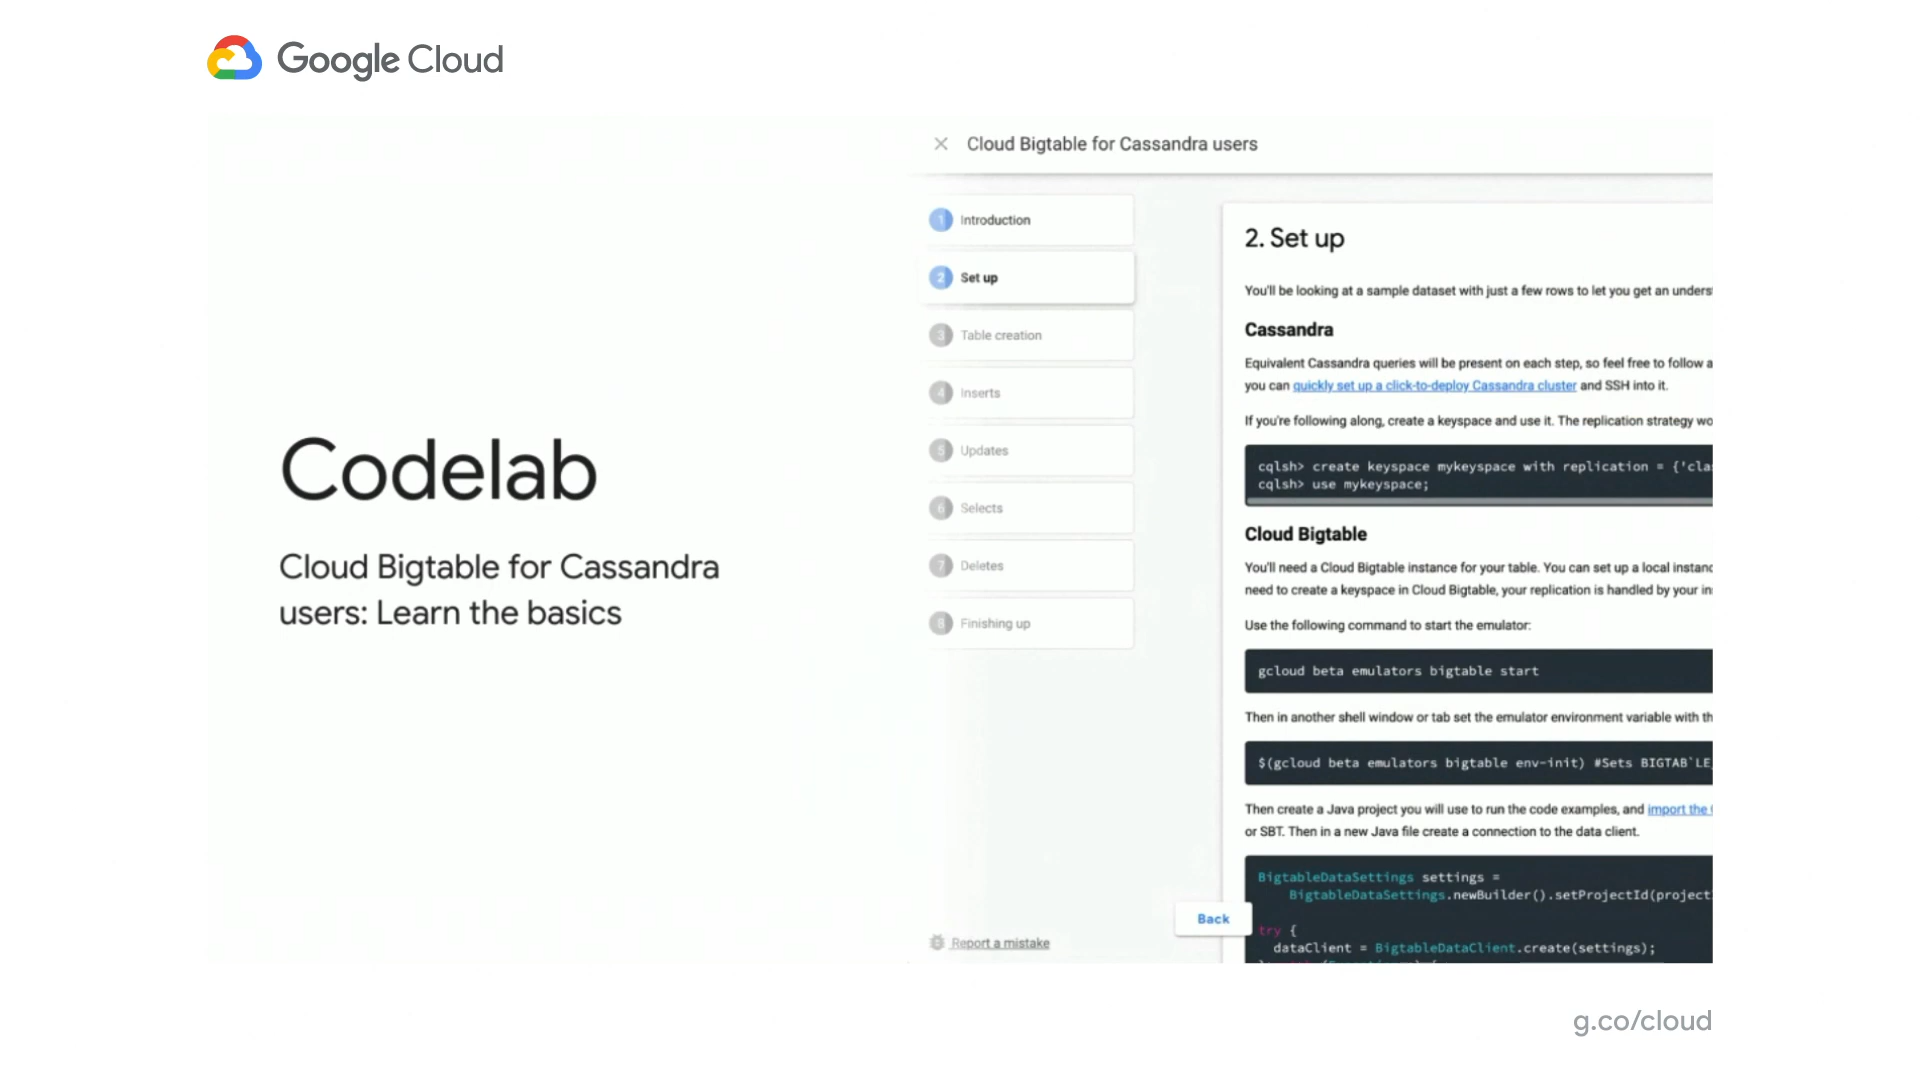 Google Cloud
Codelab
Cloud Bigtable for Cassandra
users: Learn the basics
Cloud Bigtable for Cassandra users
1 Introduction
2 Set up
3 Table creation
4 Inserts
5 Updates
6 Selects
7 Deletes
8 Finishing up
Report a mistake
2. Set up
You'll be looking at a sample dataset with just a few rows to let you get an unders
Cassandra
Equivalent Cassandra queries will be present on each step, so feel free to follow a
you can quickly set up a click-to-deploy Cassandra cluster and SSH into it.
If you're following along, create a keyspace and use it. The replication strategy wo
cqlsh> create keyspace mykeyspace with replication = {'clas
cqlsh> use mykeyspace;
Cloud Bigtable
You'll need a Cloud Bigtable instance for your table. You can set up a local instanc
need to create a keyspace in Cloud Bigtable, your replication is handled by your in
Use the following command to start the emulator:
gcloud beta emulators bigtable start
Then in another shell window or tab set the emulator environment variable with th
$(gcloud beta emulators bigtable env-init) #Sets BIGTAB`LE_
Then create a Java project you will use to run the code examples, and import the
or SBT. Then in a new Java file create a connection to the data client.
BigtableDataSettings settings =
BigtableDataSettings.newBuilder().setProjectId(project
try {
dataClient = BigtableDataClient.create(settings);
Back
g.co/cloud